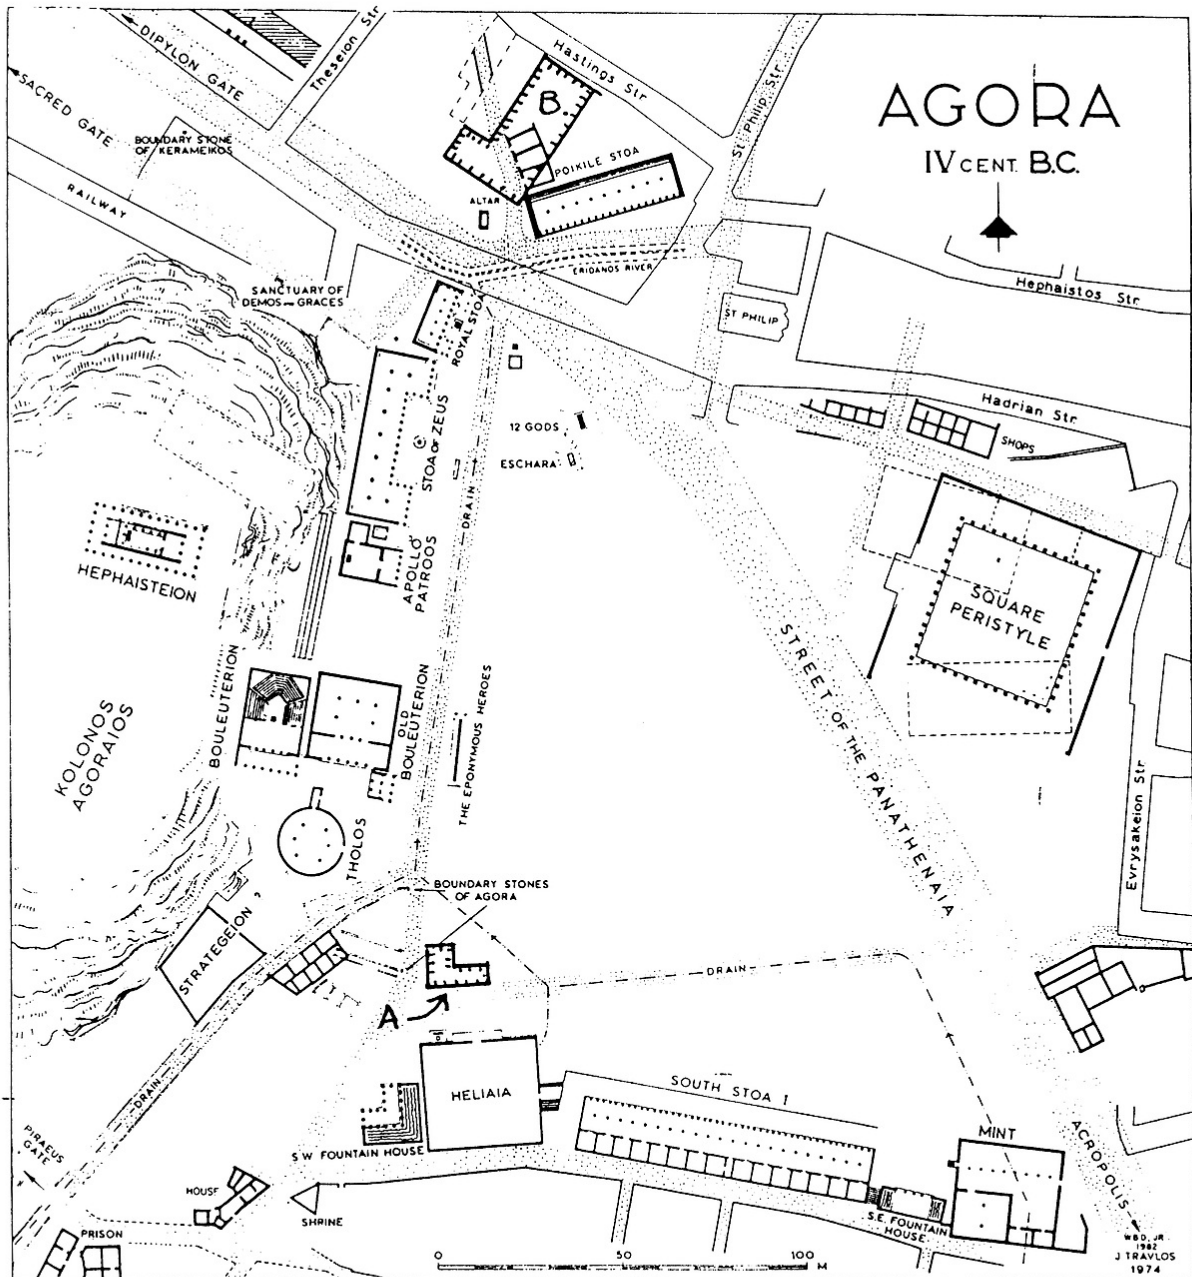 AGORA
IV CENT. B.C.
DIPYLON GATE
Theseion Str
SACRED GATE
BOUNDARY STONE
OF KERAMEIKOS
RAILWAY
Hastings Str
B
St. Philip Str.
POIKILE STOA
ALTAR
ERIDANOS RIVER
SANCTUARY OF
DEMOS AND GRACES
ROYAL STOA
ST PHILIP
Hephaistos Str.
Hadrian Str.
SHOPS
STOA OF ZEUS
12 GODS
ESCHARA
DRAIN
HEPHAISTEION
APOLLO
PATROOS
SQUARE
PERISTYLE
BOULEUTERION
OLD
BOULEUTERION
THE EPONYMOUS HEROES
STREET OF THE PANATHENAIA
KOLONOS
AGORAIOS
THOLOS
Evrysakeion Str.
BOUNDARY STONES
OF AGORA
STRATEGEION ?
DRAIN
A
DRAIN
HELIAIA
SOUTH STOA I
S W FOUNTAIN HOUSE
MINT
ACROPOLIS
PIRAEUS
GATE
HOUSE
SHRINE
S.E. FOUNTAIN
HOUSE
PRISON
0 50 100 M
W.B.D. JR.
1982
J TRAVLOS
1974